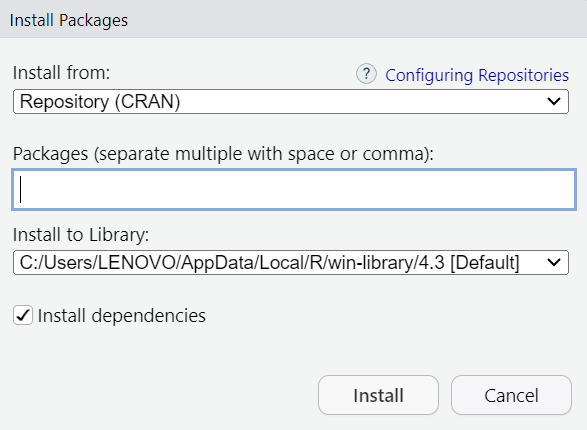 Install Packages
Install from:
? Configuring Repositories
Repository (CRAN)
Packages (separate multiple with space or comma):
Install to Library:
C:/Users/LENOVO/AppData/Local/R/win-library/4.3 [Default]
Install dependencies
Install Cancel